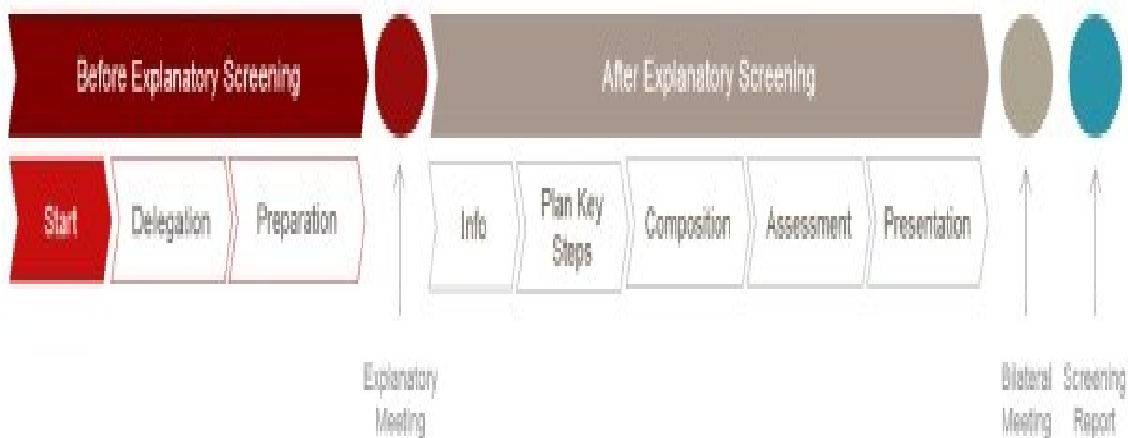 Before Explanatory Screening
After Explanatory Screening
Start
Delegation
Preparation
Info
Plan Key
Steps
Composition
Assessment
Presentation
Explanatory
Meeting
Bilateral
Meeting
Screening
Report